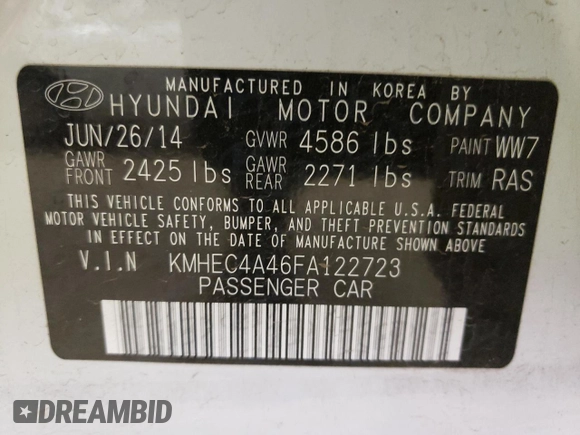 MANUFACTURED IN KOREA BY
HYUNDAI MOTOR COMPANY
JUN/26/14 GVWR 4586 lbs PAINT WW7
GAWR FRONT 2425 lbs GAWR REAR 2271 lbs TRIM RAS
THIS VEHICLE CONFORMS TO ALL APPLICABLE U.S.A. FEDERAL
MOTOR VEHICLE SAFETY, BUMPER, AND THEFT PREVENTION
STANDARDS IN EFFECT ON THE DATE OF MANUFACTURE SHOWN ABOVE
V.I.N KMHEC4A46FA122723
PASSENGER CAR
DREAMBID